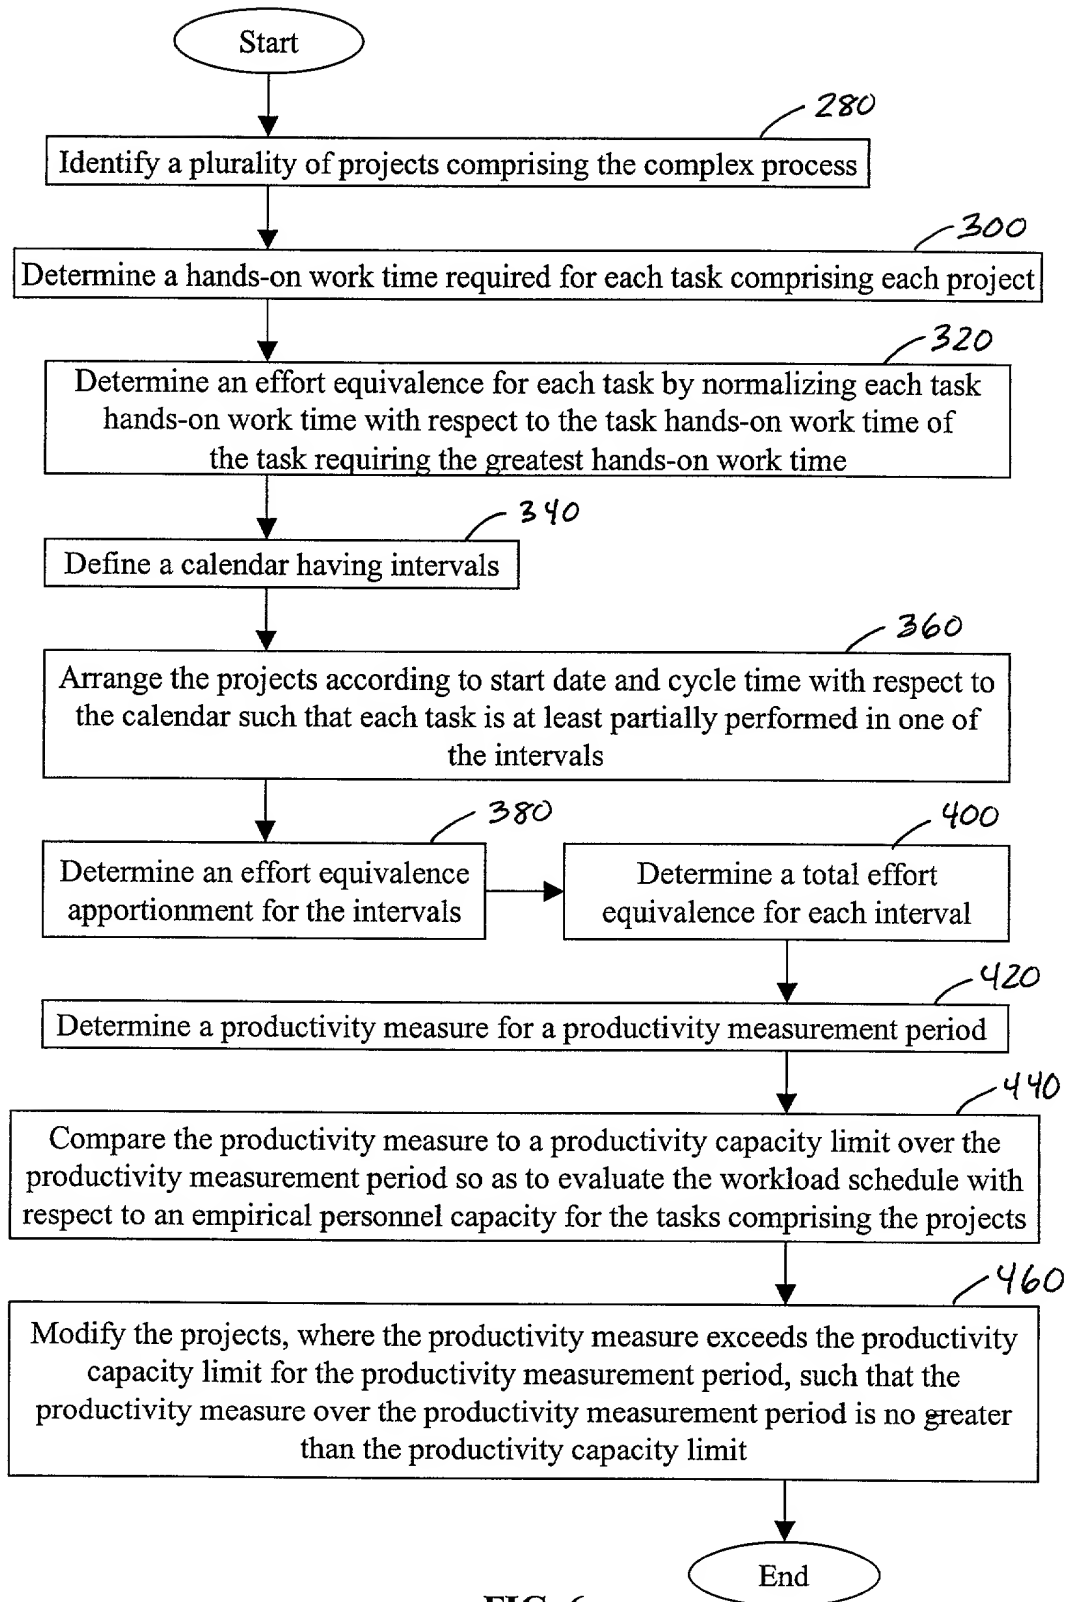 Start
280
Identify a plurality of projects comprising the complex process
300
Determine a hands-on work time required for each task comprising each project
320
Determine an effort equivalence for each task by normalizing each task
hands-on work time with respect to the task hands-on work time of
the task requiring the greatest hands-on work time
340
Define a calendar having intervals
360
Arrange the projects according to start date and cycle time with respect to
the calendar such that each task is at least partially performed in one of
the intervals
380
Determine an effort equivalence
apportionment for the intervals
400
Determine a total effort
equivalence for each interval
420
Determine a productivity measure for a productivity measurement period
440
Compare the productivity measure to a productivity capacity limit over the
productivity measurement period so as to evaluate the workload schedule with
respect to an empirical personnel capacity for the tasks comprising the projects
460
Modify the projects, where the productivity measure exceeds the productivity
capacity limit for the productivity measurement period, such that the
productivity measure over the productivity measurement period is no greater
than the productivity capacity limit
End
FIG. 6